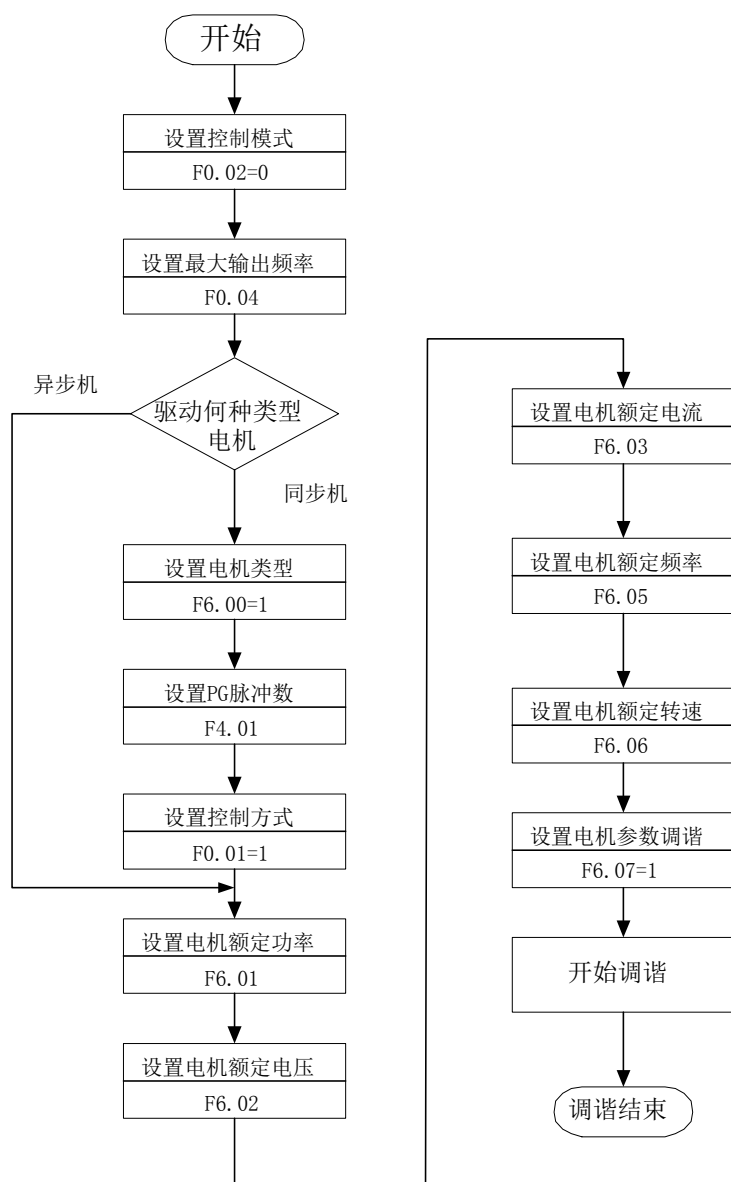 开始
设置控制模式
F0.02=0
设置最大输出频率
F0.04
异步机
驱动何种类型
电机
同步机
设置电机类型
F6.00=1
设置PG脉冲数
F4.01
设置控制方式
F0.01=1
设置电机额定功率
F6.01
设置电机额定电压
F6.02
设置电机额定电流
F6.03
设置电机额定频率
F6.05
设置电机额定转速
F6.06
设置电机参数调谐
F6.07=1
开始调谐
调谐结束